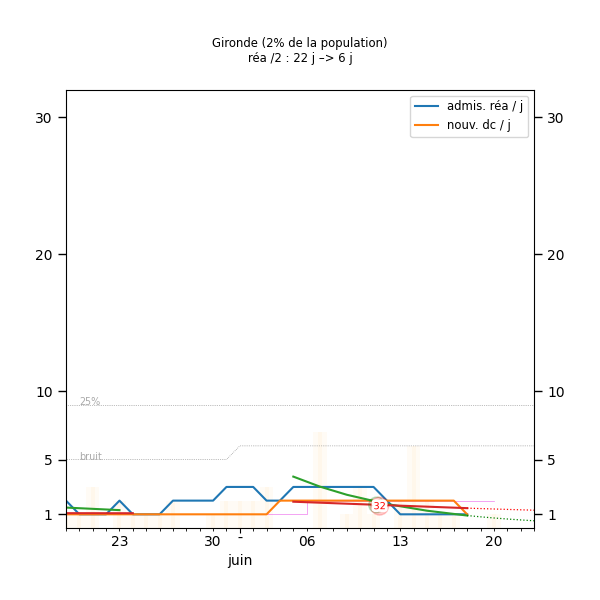 Gironde (2% de la population)
réa /2 : 22 j –> 6 j
admis. réa / j
nouv. dc / j
30
30
20
20
10
10
25%
5
5
bruit
32
1
1
23
30
06
13
20
juin